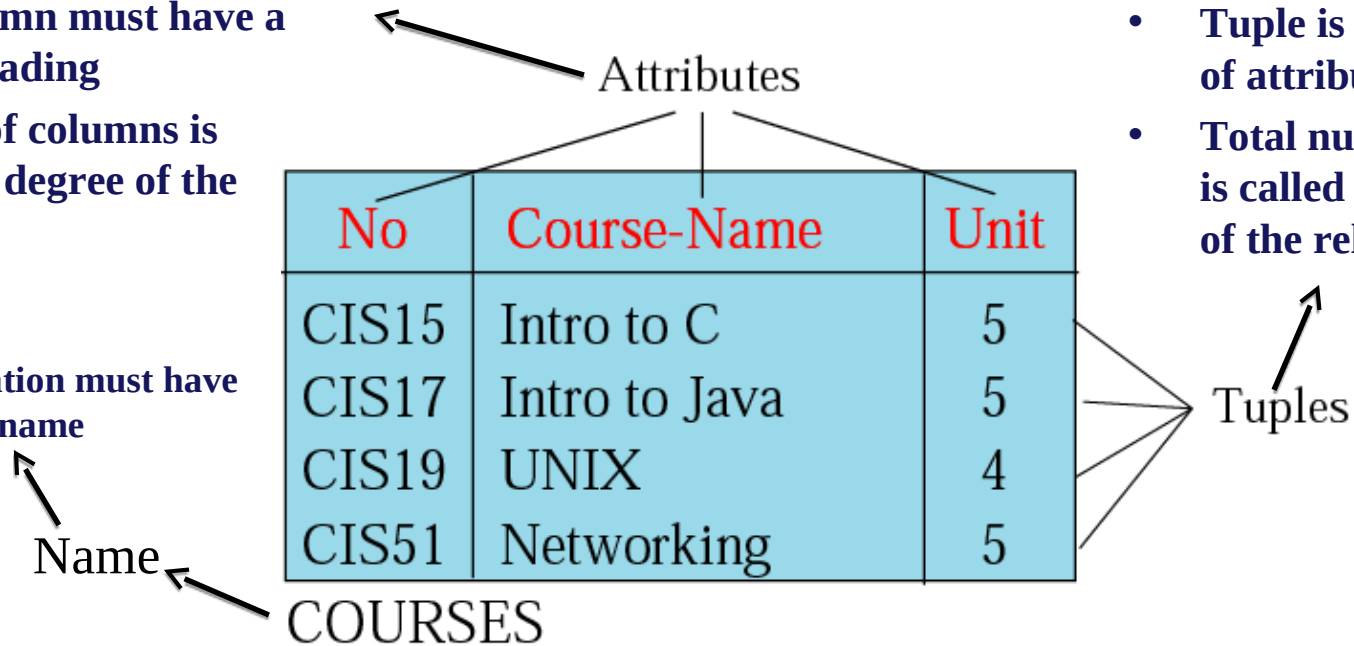 mn must have a
ading
of columns is
degree of the
ation must have
name
Name
Attributes
No Course-Name Unit
CIS15 Intro to C 5
CIS17 Intro to Java 5
CIS19 UNIX 4
CIS51 Networking 5
COURSES
• Tuple is
of attribu
• Total nu
is called
of the rel
Tuples